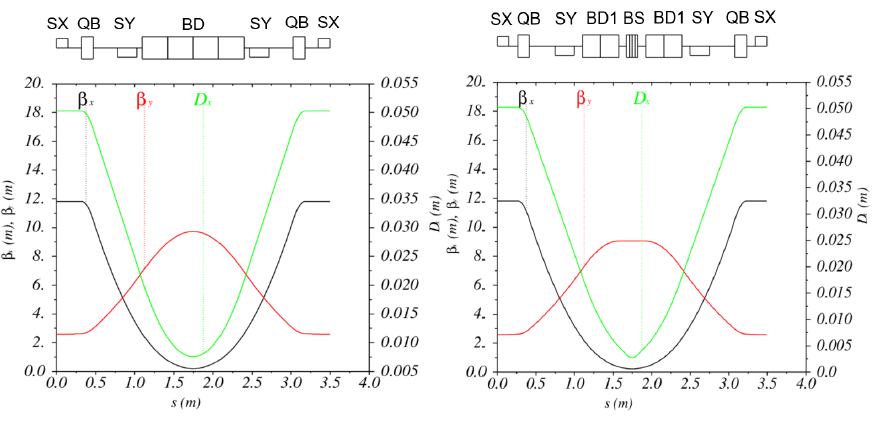 SX QB SY BD SY QB SX
20.
18.
16.
14.
12.
10.
8.
6.
4.
2.
0.0
βx (m), βy (m)
βx
βy
Dx
0.055
0.050
0.045
0.040
0.035
0.030
0.025
0.020
0.015
0.010
0.005
Dx (m)
0.0 0.5 1.0 1.5 2.0 2.5 3.0 3.5 4.0
s (m)
SX QB SY BD1 BS BD1 SY QB SX
20.
18.
16.
14.
12.
10.
8.
6.
4.
2.
0.0
βx (m), βy (m)
βx
βy
Dx
0.055
0.050
0.045
0.040
0.035
0.030
0.025
0.020
0.015
0.010
0.005
0.0
Dx (m)
0.0 0.5 1.0 1.5 2.0 2.5 3.0 3.5 4.0
s (m)